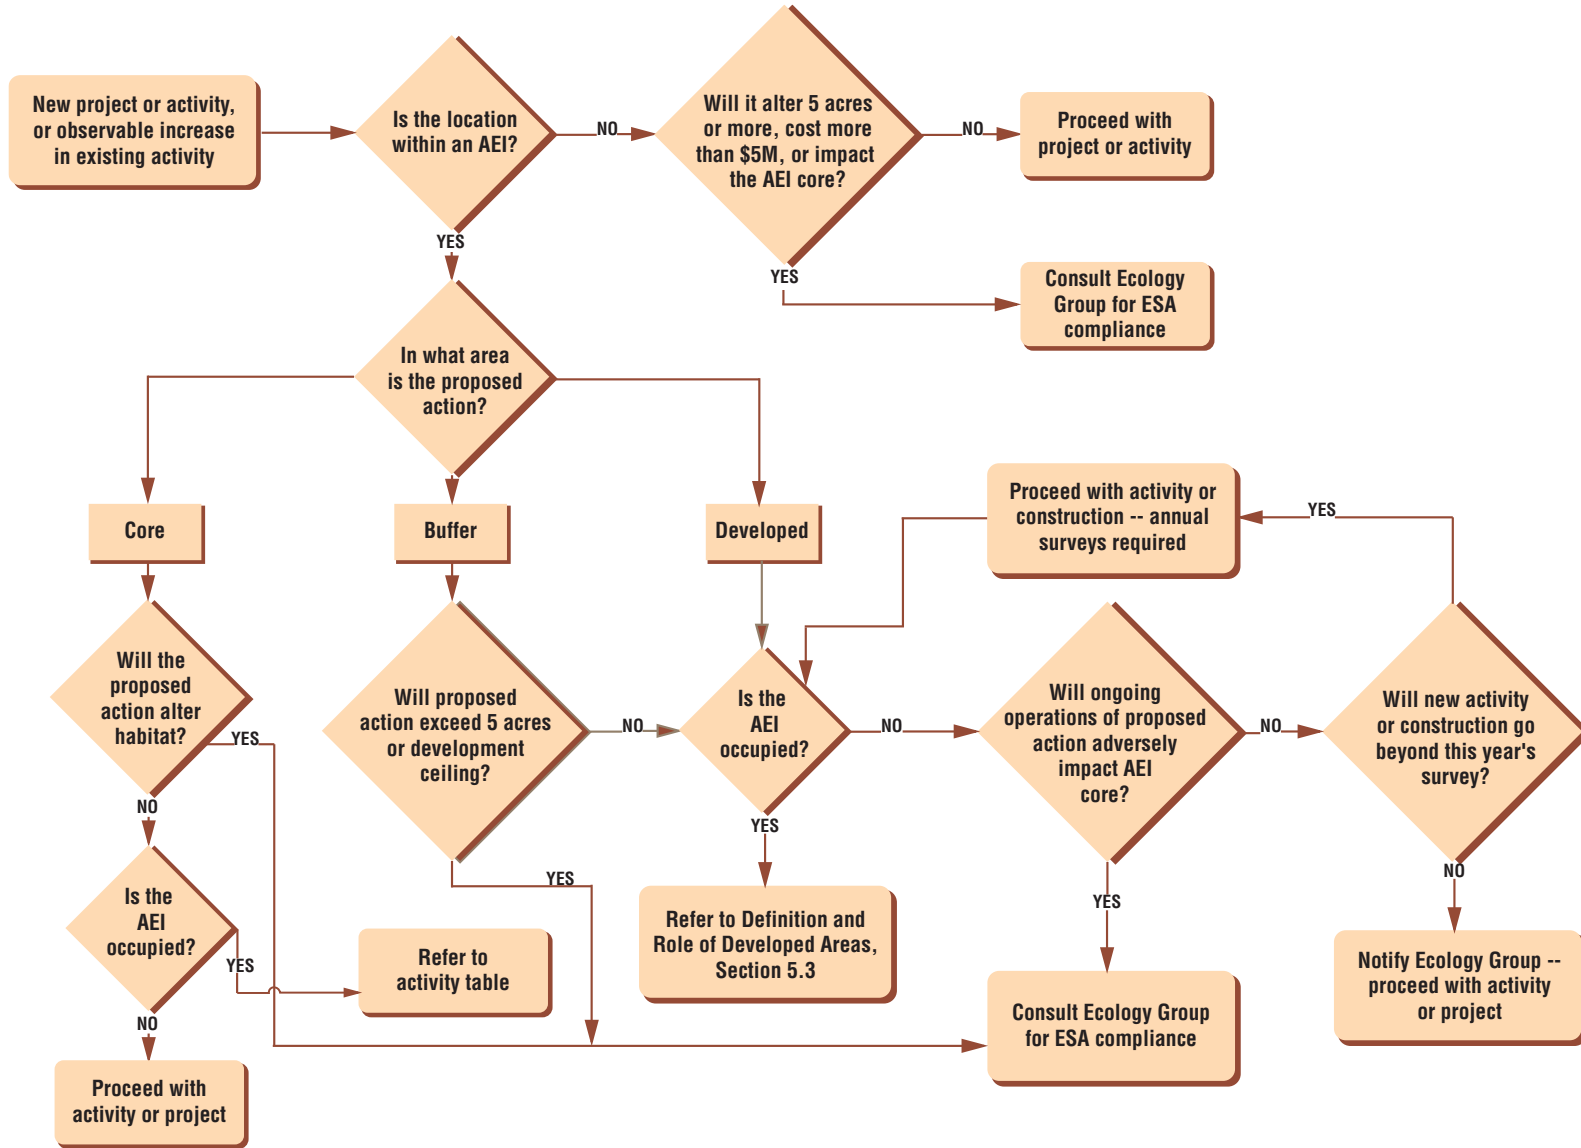 New project or activity,
or observable increase
in existing activity
Is the location
within an AEI?
NO
Will it alter 5 acres
or more, cost more
than $5M, or impact
the AEI core?
NO
Proceed with
project or activity
YES
YES
Consult Ecology
Group for ESA
compliance
In what area
is the proposed
action?
Core
Buffer
Developed
Proceed with activity or
construction -- annual
surveys required
YES
Will the
proposed
action alter
habitat?
YES
NO
Will proposed
action exceed 5 acres
or development
ceiling?
NO
YES
Is the
AEI
occupied?
NO
YES
Will ongoing
operations of proposed
action adversely
impact AEI
core?
NO
YES
Will new activity
or construction go
beyond this year's
survey?
NO
Is the
AEI
occupied?
YES
NO
Refer to
activity table
Refer to Definition and
Role of Developed Areas,
Section 5.3
Consult Ecology Group
for ESA compliance
Notify Ecology Group --
proceed with activity
or project
Proceed with
activity or project